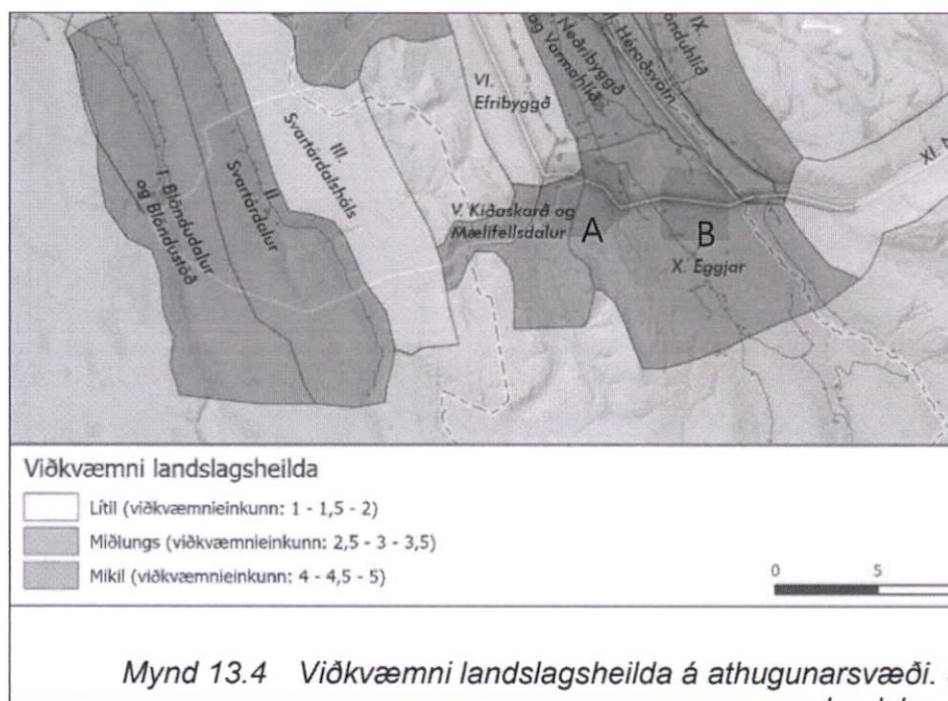 I. Blöndudalur
og Blöndustöð
II.
Svartárdalur
III.
Svartárdalsháls
VI.
Efribyggð
V. Kiðaskarð og
Mælifellsdalur
Neðribyggð
og Varmahlíð
Héraðsvötn
IX.
A
B
X. Eggjar
XI.
Viðkvæmni landslagsheilda
Lítil (viðkvæmnieinkunn: 1 - 1,5 - 2)
Miðlungs (viðkvæmnieinkunn: 2,5 - 3 - 3,5)
Mikil (viðkvæmnieinkunn: 4 - 4,5 - 5)
0 5
Mynd 13.4 Viðkvæmni landslagsheilda á athugunarsvæði.